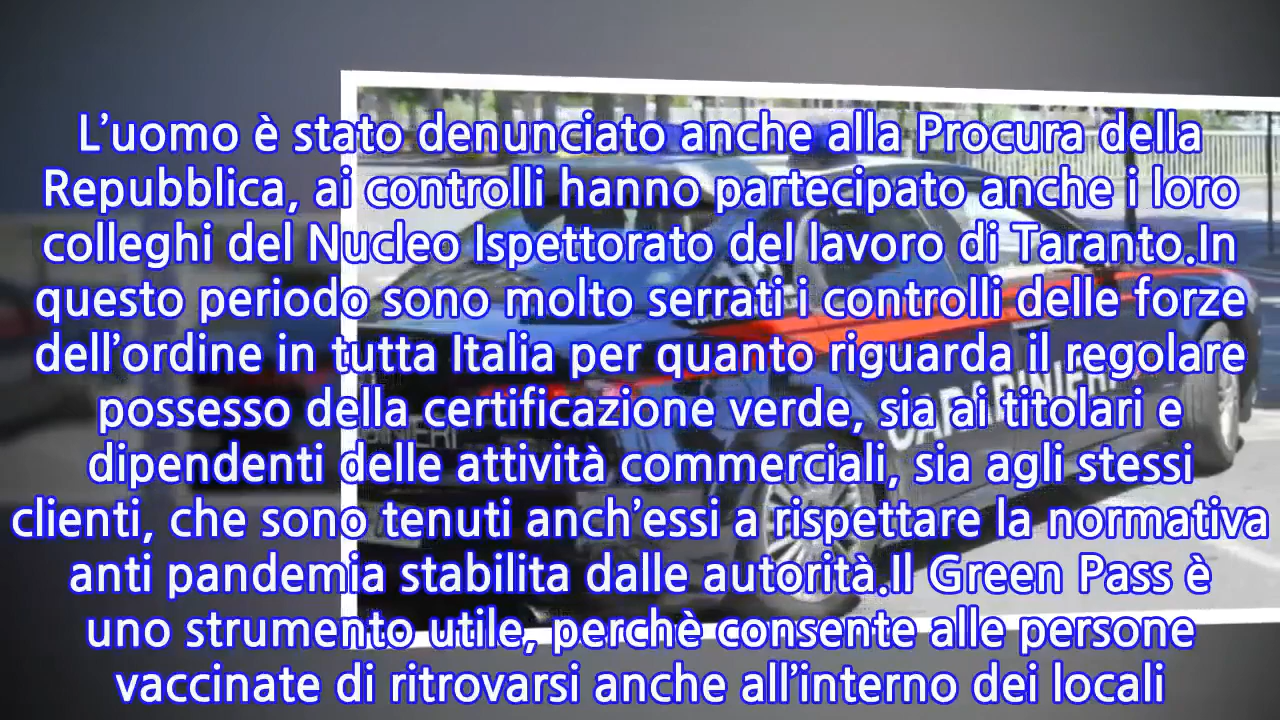 L'uomo è stato denunciato anche alla Procura della
Repubblica, ai controlli hanno partecipato anche i loro
colleghi del Nucleo Ispettorato del lavoro di Taranto.In
questo periodo sono molto serrati i controlli delle forze
dell'ordine in tutta Italia per quanto riguarda il regolare
possesso della certificazione verde, sia ai titolari e
dipendenti delle attività commerciali, sia agli stessi
clienti, che sono tenuti anch'essi a rispettare la normativa
anti pandemia stabilita dalle autorità.Il Green Pass è
uno strumento utile, perchè consente alle persone
vaccinate di ritrovarsi anche all'interno dei locali
CARABINIERI